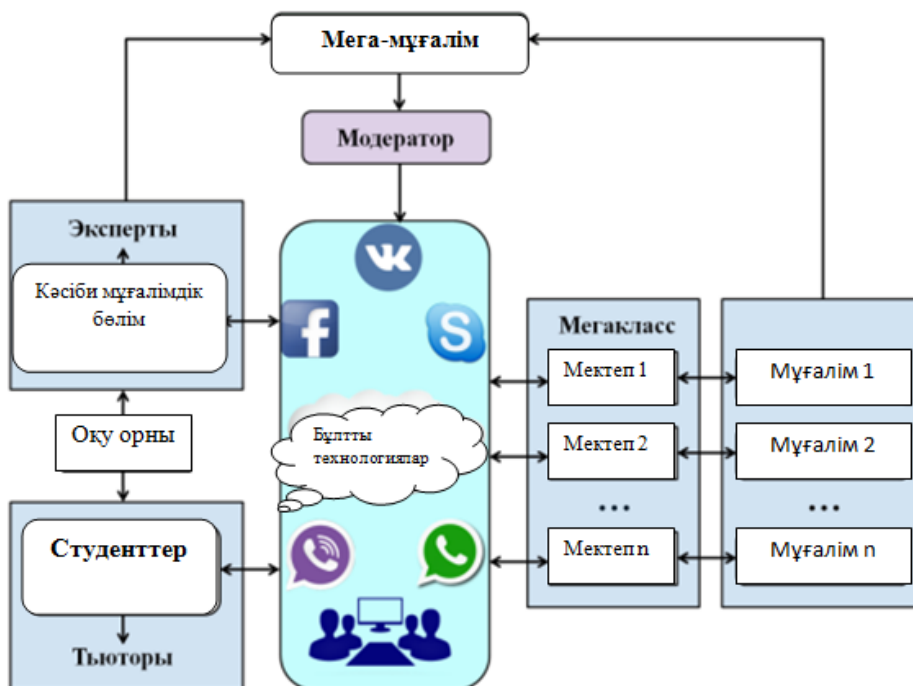 Мега-мұғалім
Модератор
Эксперты
Кәсіби мұғалімдік
бөлім
Оқу орны
Студенттер
Тьюторы
Бұлтты
технологиялар
Мегакласс
Мектеп 1
Мектеп 2
...
Мектеп n
Мұғалім 1
Мұғалім 2
...
Мұғалім n